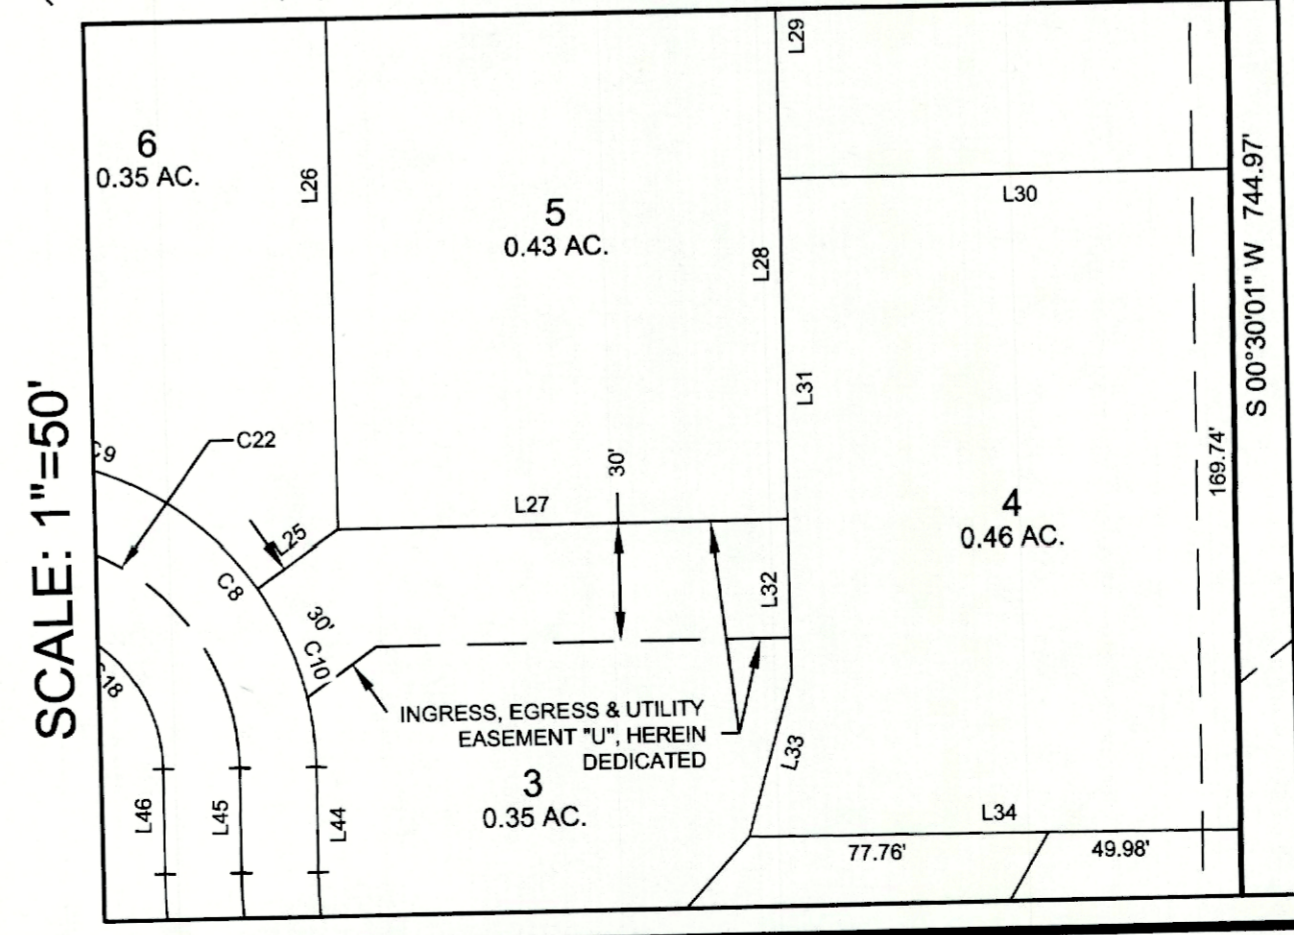 SCALE: 1"=50'
6
0.35 AC.
L26
5
0.43 AC.
L29
L28
L30
L31
S 00°30'01" W 744.97'
C9
C22
L25
C8
30'
C10
L27
30'
L32
4
0.46 AC.
169.74'
C18
INGRESS, EGRESS & UTILITY
EASEMENT "U", HEREIN
DEDICATED
L33
3
0.35 AC.
L46
L45
L44
L34
77.76'
49.98'